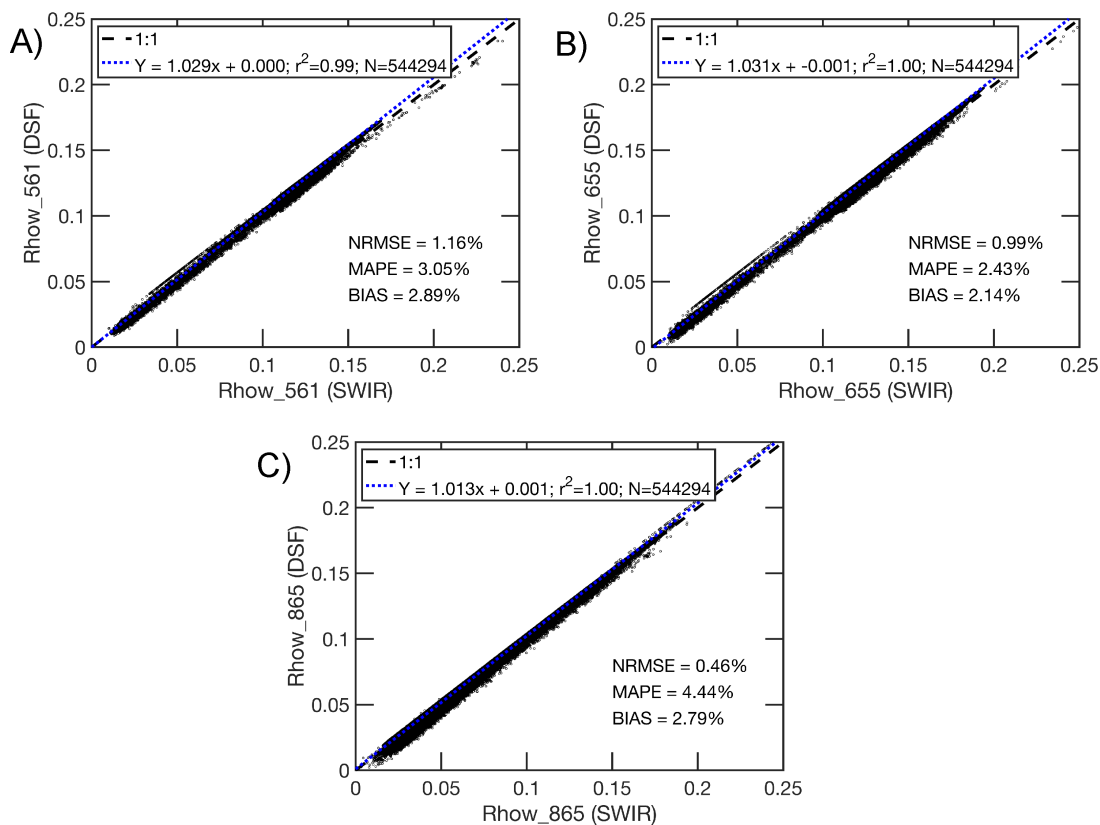 A)
1:1
Y = 1.029x + 0.000; r2=0.99; N=544294
0.25
0.2
0.15
0.1
0.05
0
Rhow_561 (DSF)
NRMSE = 1.16%
MAPE = 3.05%
BIAS = 2.89%
0 0.05 0.1 0.15 0.2 0.25
Rhow_561 (SWIR)
B)
1:1
Y = 1.031x + -0.001; r2=1.00; N=544294
0.25
0.2
0.15
0.1
0.05
0
Rhow_655 (DSF)
NRMSE = 0.99%
MAPE = 2.43%
BIAS = 2.14%
0 0.05 0.1 0.15 0.2 0.25
Rhow_655 (SWIR)
C)
1:1
Y = 1.013x + 0.001; r2=1.00; N=544294
0.25
0.2
0.15
0.1
0.05
0
Rhow_865 (DSF)
NRMSE = 0.46%
MAPE = 4.44%
BIAS = 2.79%
0 0.05 0.1 0.15 0.2 0.25
Rhow_865 (SWIR)